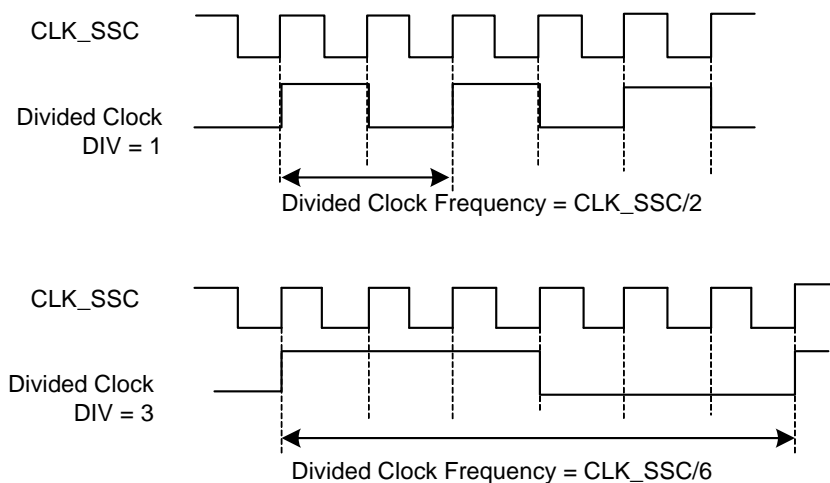 CLK_SSC
Divided Clock
DIV = 1
Divided Clock Frequency = CLK_SSC/2
CLK_SSC
Divided Clock
DIV = 3
Divided Clock Frequency = CLK_SSC/6